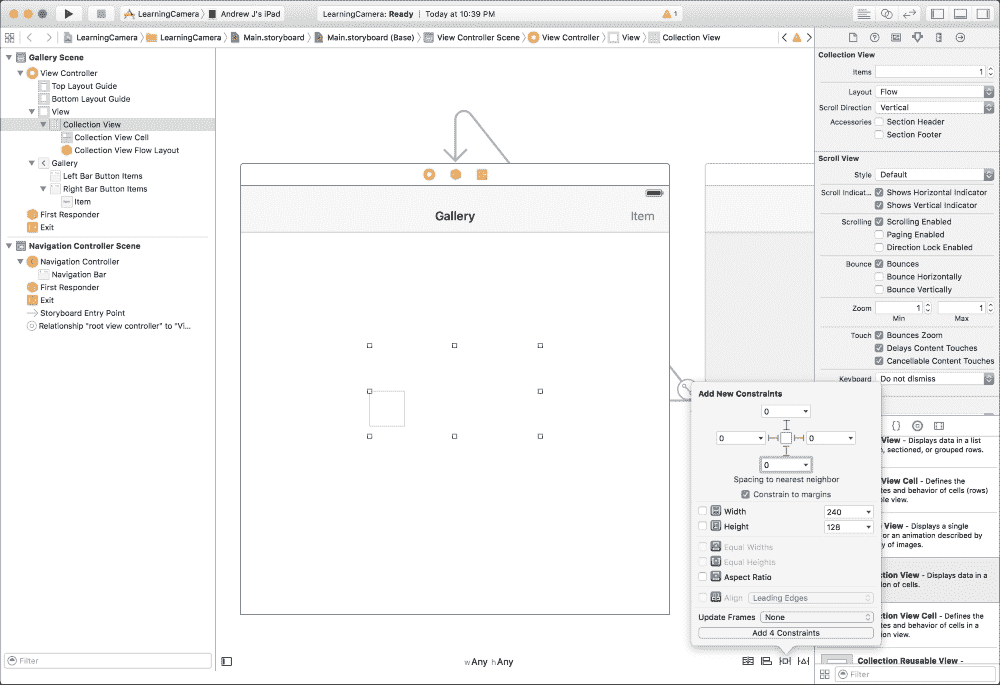 LearningCamera
Andrew J's iPad
LearningCamera: Ready
Today at 10:39 PM
1
LearningCamera
LearningCamera
Main.storyboard
Main.storyboard (Base)
View Controller Scene
View Controller
View
Collection View
Gallery Scene
View Controller
Top Layout Guide
Bottom Layout Guide
View
Collection View
Collection View Cell
Collection View Flow Layout
Gallery
Left Bar Button Items
Right Bar Button Items
Item
First Responder
Exit
Navigation Controller Scene
Navigation Controller
Navigation Bar
First Responder
Exit
Storyboard Entry Point
Relationship "root view controller" to "Vi...
Filter
Gallery
Item
wAny hAny
Add New Constraints
0
0
0
0
Spacing to nearest neighbor
Constrain to margins
Width 240
Height 128
Equal Widths
Equal Heights
Aspect Ratio
Align Leading Edges
Update Frames None
Add 4 Constraints
Collection View
Items 1
Layout Flow
Scroll Direction Vertical
Accessories Section Header
Section Footer
Scroll View
Style Default
Scroll Indicat... Shows Horizontal Indicator
Shows Vertical Indicator
Scrolling Scrolling Enabled
Paging Enabled
Direction Lock Enabled
Bounce Bounces
Bounce Horizontally
Bounce Vertically
Zoom 1 1
Min Max
Touch Bounces Zoom
Delays Content Touches
Cancellable Content Touches
Keyboard Do not dismiss
View - Displays data in a list
, sectioned, or grouped rows.
View Cell - Defines the
tes and behavior of cells (rows)
ble view.
View - Displays a single
or an animation described by
y of images.
ction View - Displays data in a
ion of cells.
ction View Cell - Defines the
tes and behavior of cells in a
ion view.
Collection Reusable View -
Filter